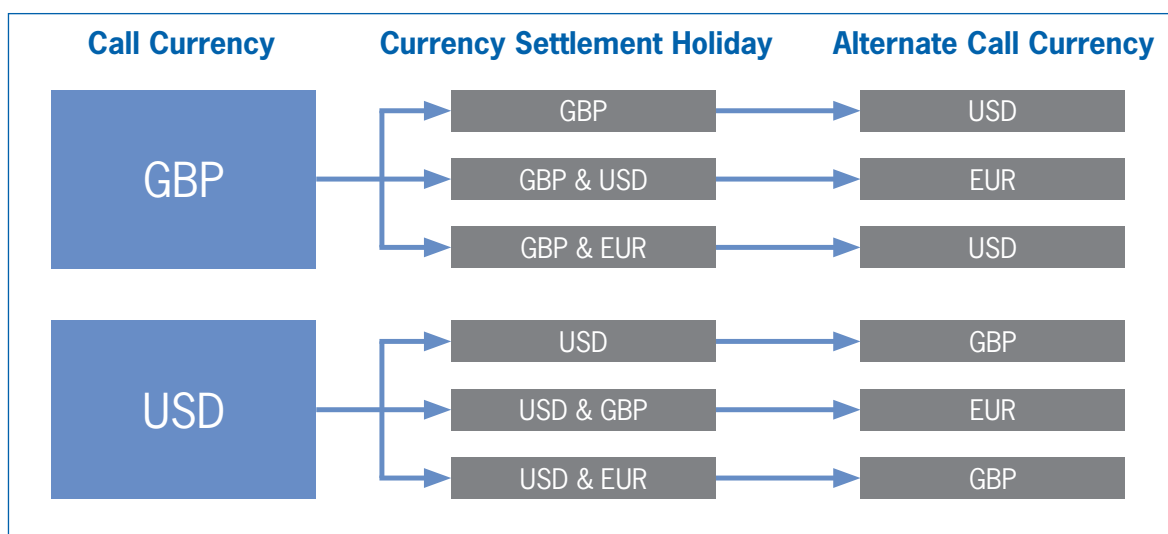 Call Currency Currency Settlement Holiday Alternate Call Currency
GBP
GBP USD
GBP & USD EUR
GBP & EUR USD
USD
USD GBP
USD & GBP EUR
USD & EUR GBP